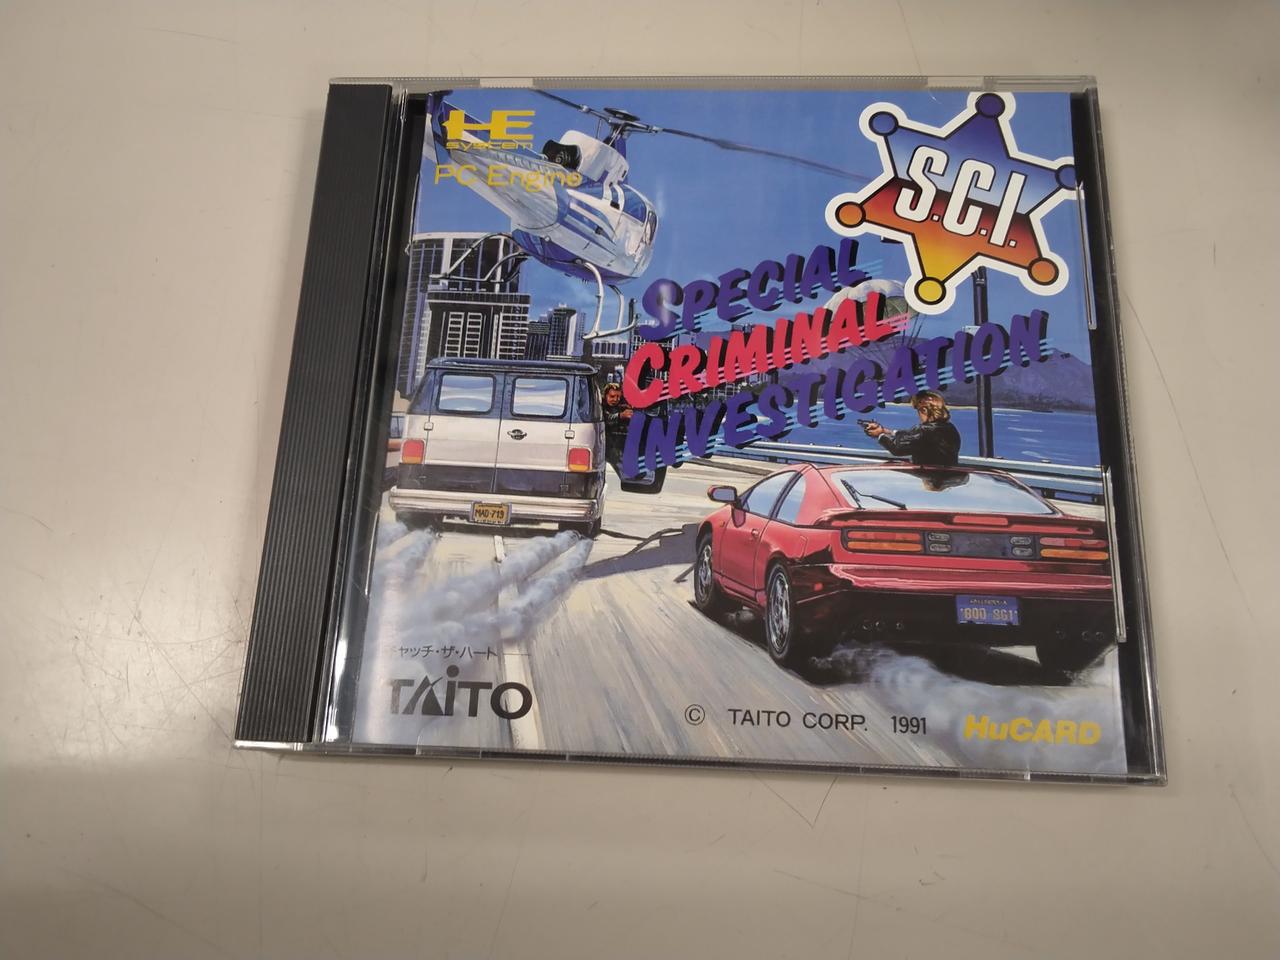 HE
system
PC Engine
S.C.I.
SPECIAL
CRIMINAL
INVESTIGATION
MAD-719
キャッチ・ザ・ハート
TAITO
© TAITO CORP. 1991
HuCARD